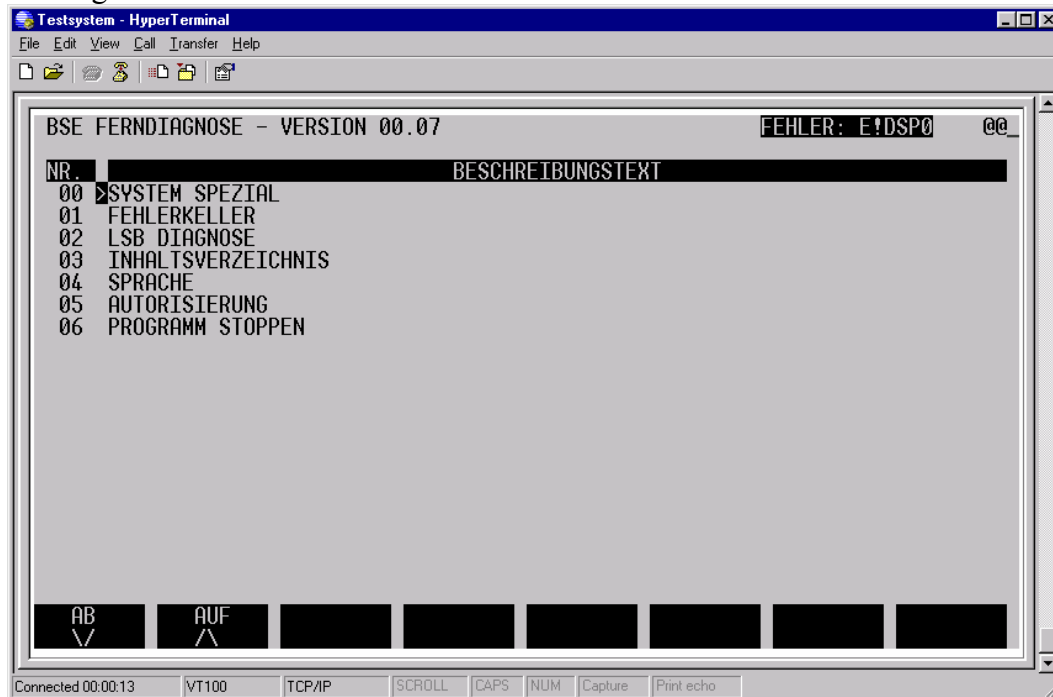 Testsystem - HyperTerminal
File Edit View Call Transfer Help
BSE FERNDIAGNOSE - VERSION 00.07 FEHLER: E!DSP0 @@_
NR. BESCHREIBUNGSTEXT
00 >SYSTEM SPEZIAL
01 FEHLERKELLER
02 LSB DIAGNOSE
03 INHALTSVERZEICHNIS
04 SPRACHE
05 AUTORISIERUNG
06 PROGRAMM STOPPEN
AB AUF
\/ /\
Connected 00:00:13 VT100 TCP/IP SCROLL CAPS NUM Capture Print echo